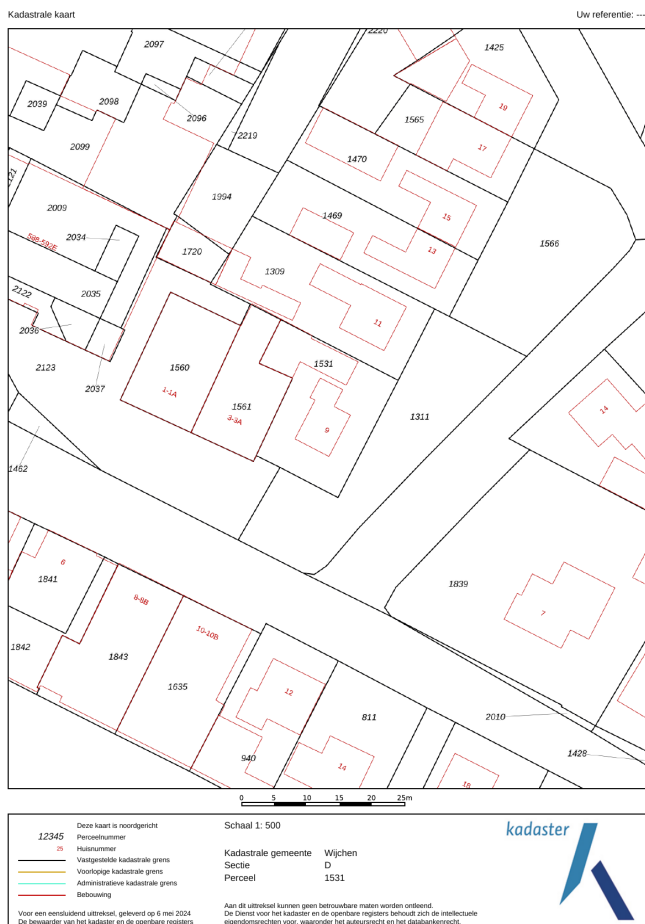 Kadastrale kaart
Uw referentie: ---
2220
1425
2097
2039
2098
2096
19
2219
1565
17
2099
1470
2121
1994
2009
1469
15
2034
586-592E
1720
13
1566
1309
2122
2035
11
2036
2123
1560
1531
2037
1-1A
1561
3-3A
1311
14
9
1462
6
1841
1839
8-8B
7
10-10B
1842
1843
1635
12
811
2010
940
14
1428
18
0 5 10 15 20 25m
Deze kaart is noordgericht
12345 Perceelnummer
25 Huisnummer
Vastgestelde kadastrale grens
Voorlopige kadastrale grens
Administratieve kadastrale grens
Bebouwing
Voor een eensluidend uittreksel, geleverd op 6 mei 2024
De bewaarder van het kadaster en de openbare registers
Schaal 1: 500
Kadastrale gemeente Wijchen
Sectie D
Perceel 1531
Aan dit uittreksel kunnen geen betrouwbare maten worden ontleend.
De Dienst voor het kadaster en de openbare registers behoudt zich de intellectuele
eigendomsrechten voor, waaronder het auteursrecht en het databankenrecht.
kadaster